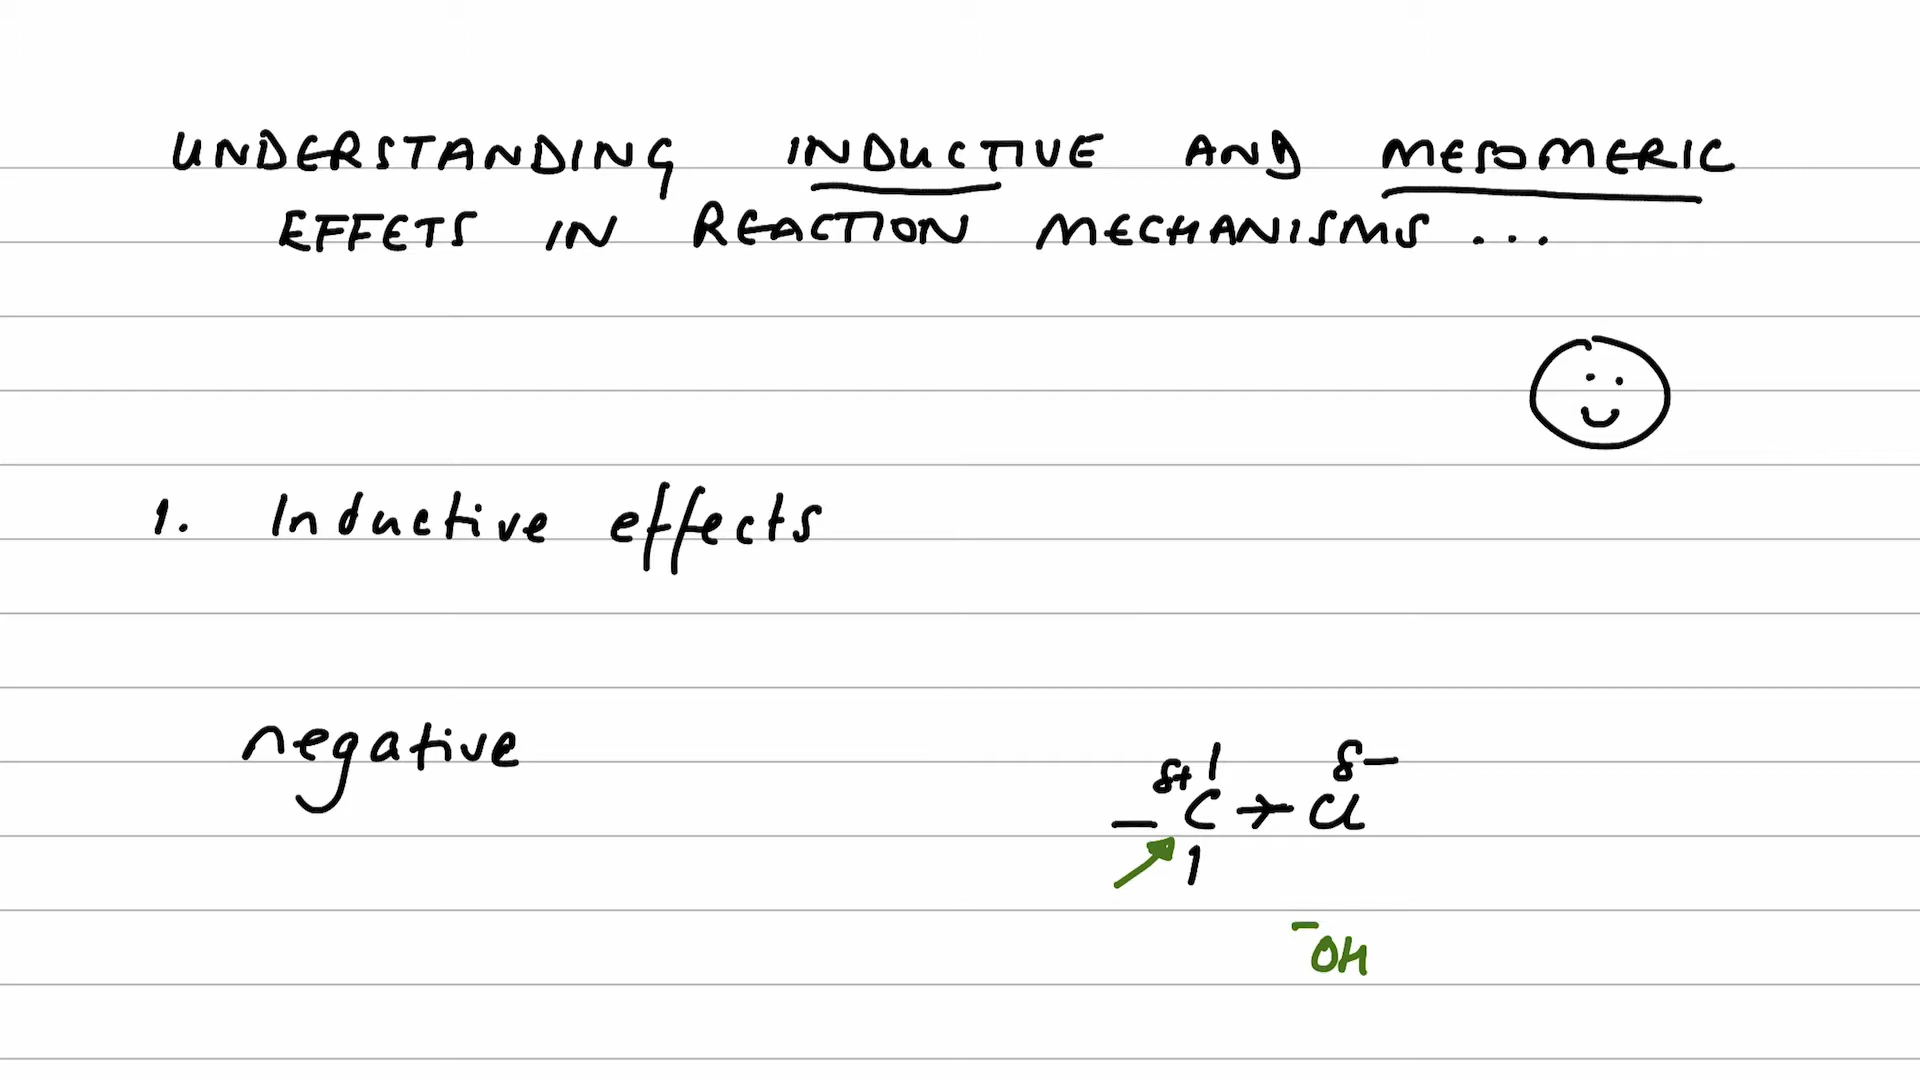 UNDERSTANDING INDUCTIVE AND MESOMERIC
EFFETS IN REACTION MECHANISMS ...
1. Inductive effects
negative
δ+ δ−
C → Cl
⁻OH